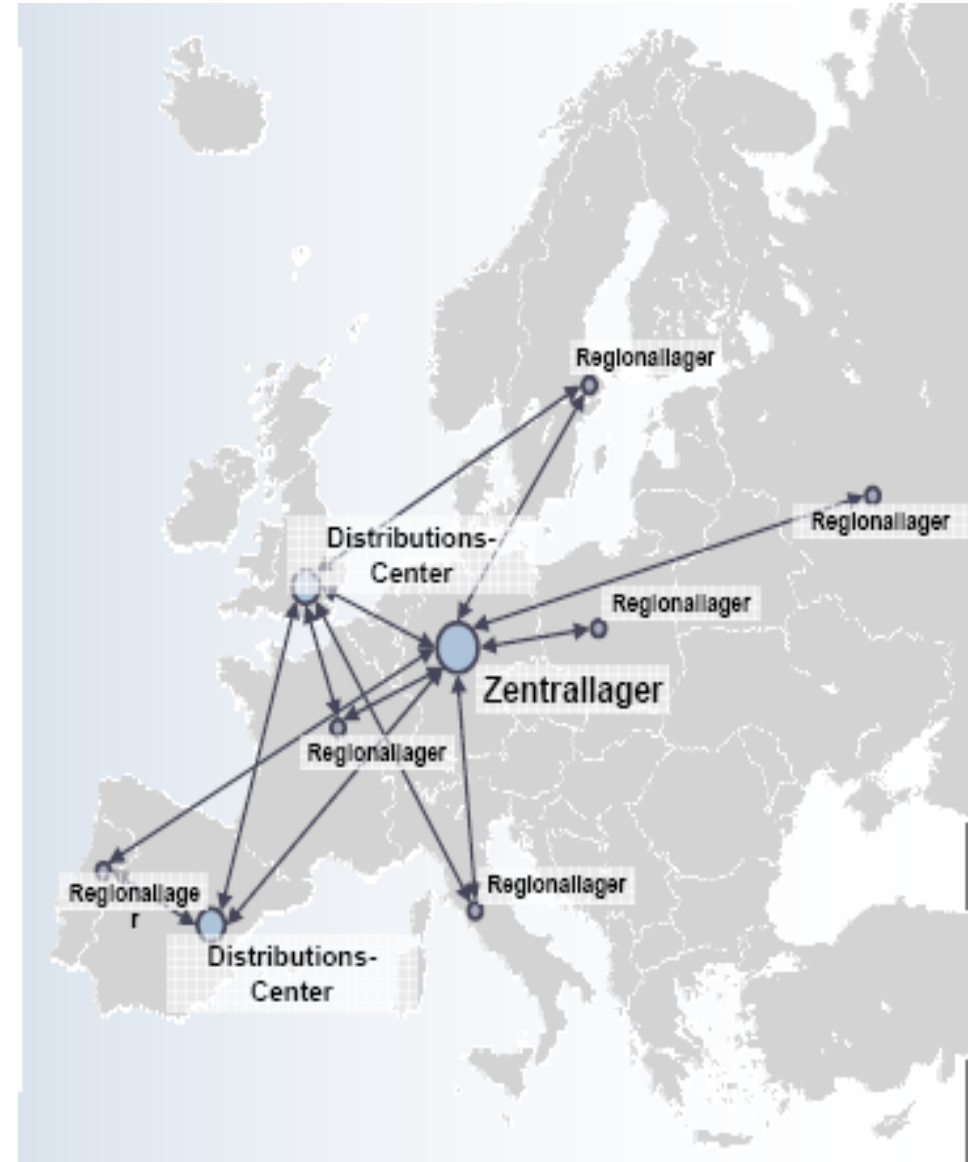 Regionallager
Regionallager
Distributions-
Center
Regionallager
Zentrallager
Regionallager
Regionallager
Regionallage
r
Distributions-
Center